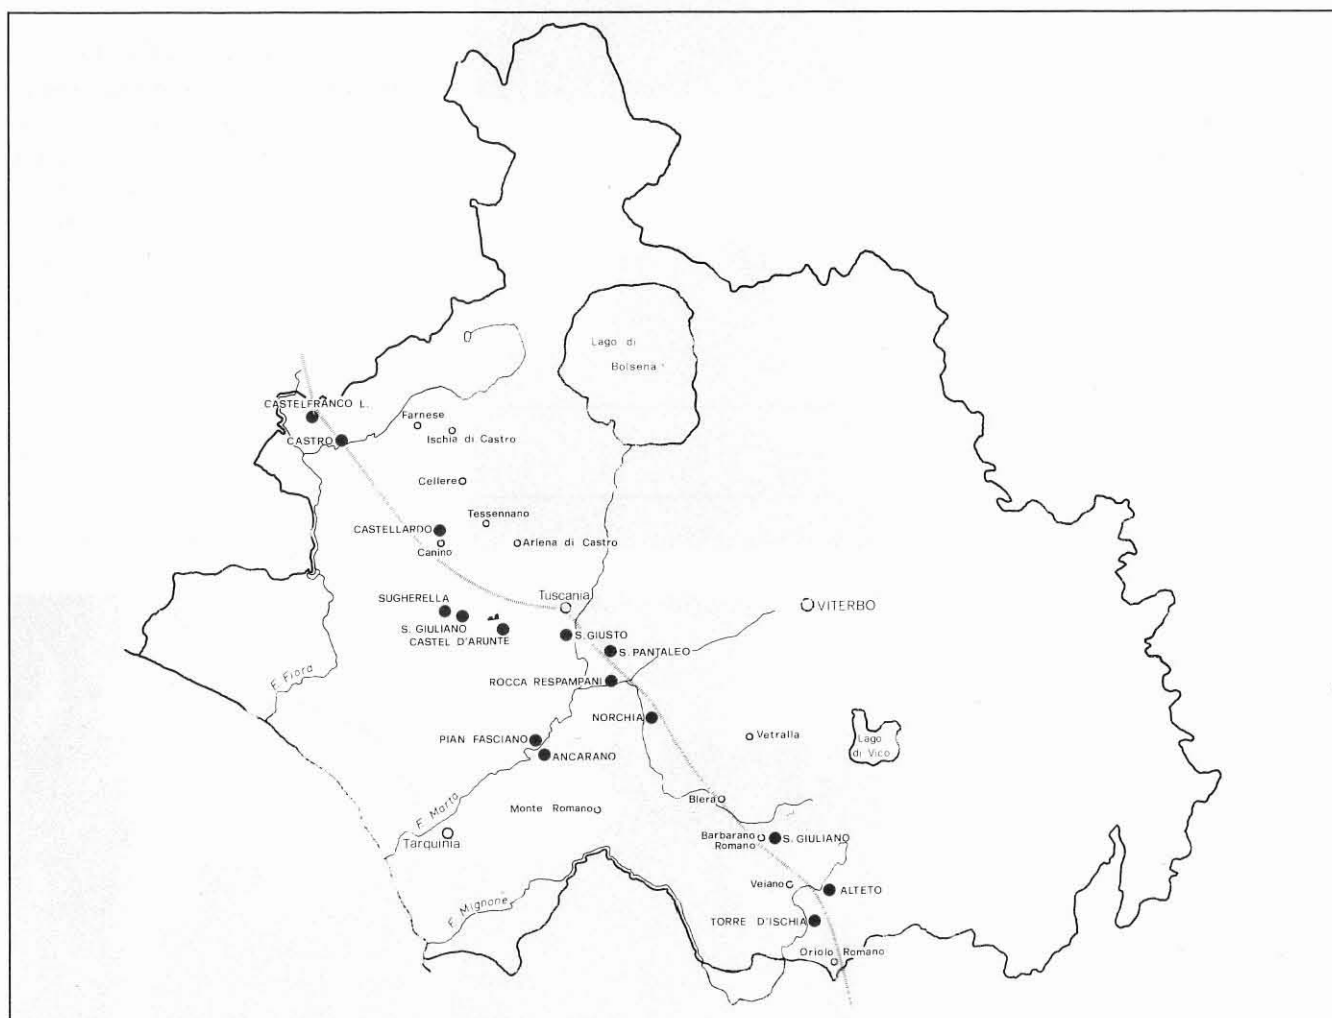 Lago di
Bolsena
CASTELFRANCO L.
Farnese
CASTRO
Ischia di Castro
Cellere
Tessennano
CASTELLARDO
Canino
Arlena di Castro
Tuscania
VITERBO
SUGHERELLA
S. GIULIANO
CASTEL D'ARUNTE
S. GIUSTO
S. PANTALEO
F. Fiora
ROCCA RESPAMPANI
NORCHIA
PIAN FASCIANO
ANCARANO
Vetralla
Lago
di Vico
F. Marta
Monte Romano
Blera
Tarquinia
Barbarano
Romano
S. GIULIANO
Veiano
ALTETO
F. Mignone
TORRE D'ISCHIA
Oriolo Romano